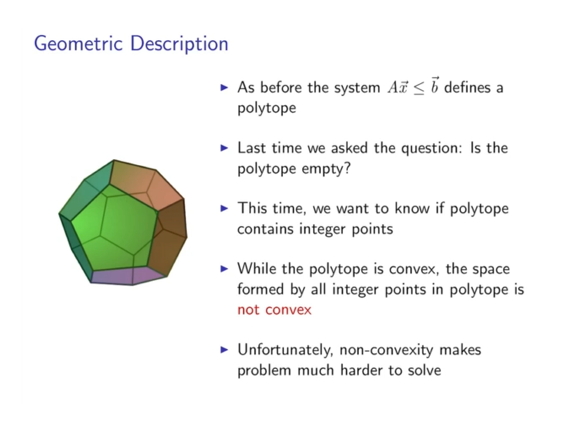 Geometric Description
▶ As before the system $A\vec{x} \leq \vec{b}$ defines a
polytope
▶ Last time we asked the question: Is the
polytope empty?
▶ This time, we want to know if polytope
contains integer points
▶ While the polytope is convex, the space
formed by all integer points in polytope is
not convex
▶ Unfortunately, non-convexity makes
problem much harder to solve